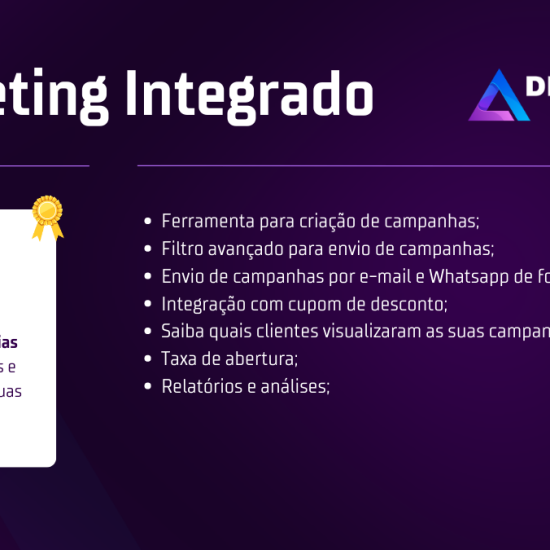 eting Integrado
• Ferramenta para criação de campanhas;
• Filtro avançado para envio de campanhas;
• Envio de campanhas por e-mail e Whatsapp de fo
• Integração com cupom de desconto;
• Saiba quais clientes visualizaram as suas campan
• Taxa de abertura;
• Relatórios e análises;
ias
s e
uas